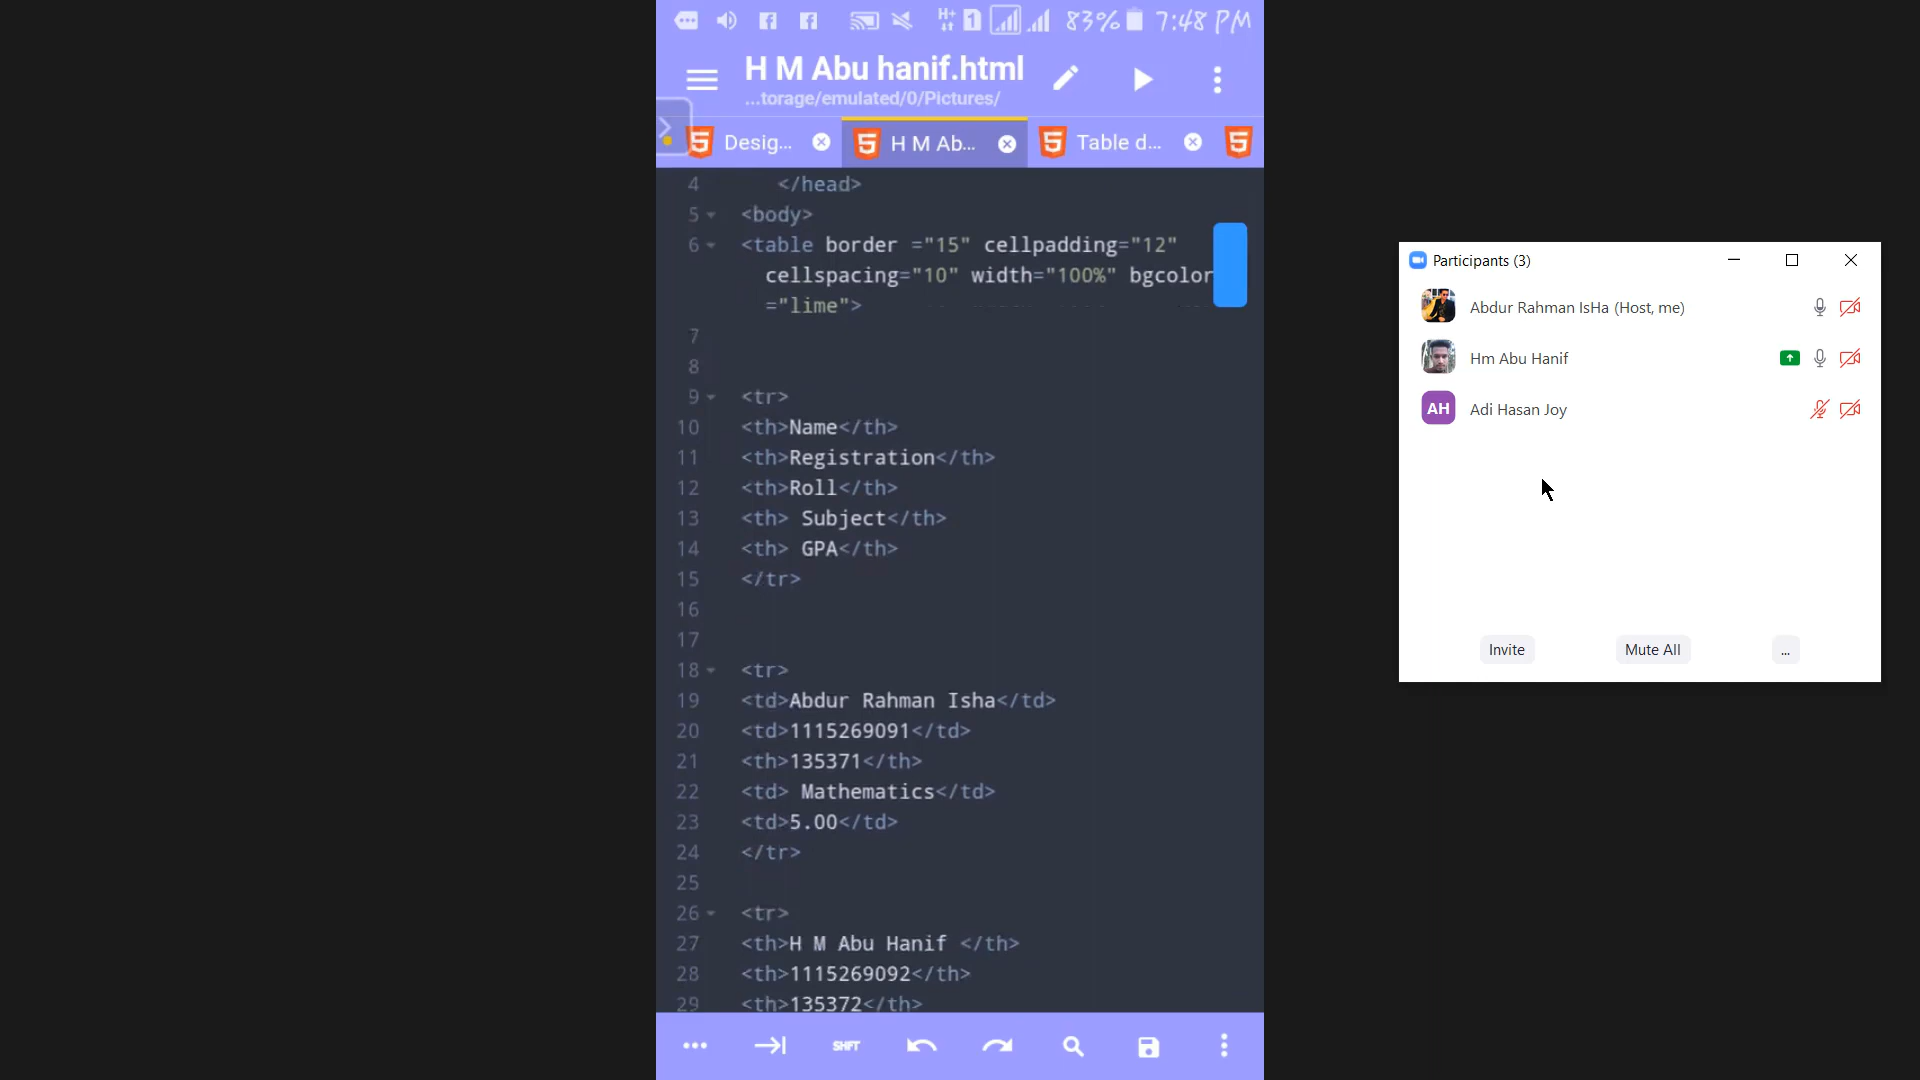 83% 7:48 PM
H M Abu hanif.html
...torage/emulated/0/Pictures/
Desig...
H M Ab...
Table d...
4 </head>
5 <body>
6 <table border ="15" cellpadding="12"
cellspacing="10" width="100%" bgcolor
="lime">
7
8
9 <tr>
10 <th>Name</th>
11 <th>Registration</th>
12 <th>Roll</th>
13 <th> Subject</th>
14 <th> GPA</th>
15 </tr>
16
17
18 <tr>
19 <td>Abdur Rahman Isha</td>
20 <td>1115269091</td>
21 <th>135371</th>
22 <td> Mathematics</td>
23 <td>5.00</td>
24 </tr>
25
26 <tr>
27 <th>H M Abu Hanif </th>
28 <th>1115269092</th>
29 <th>135372</th>
SHFT
Participants (3)
Abdur Rahman IsHa (Host, me)
Hm Abu Hanif
AH Adi Hasan Joy
Invite
Mute All
...